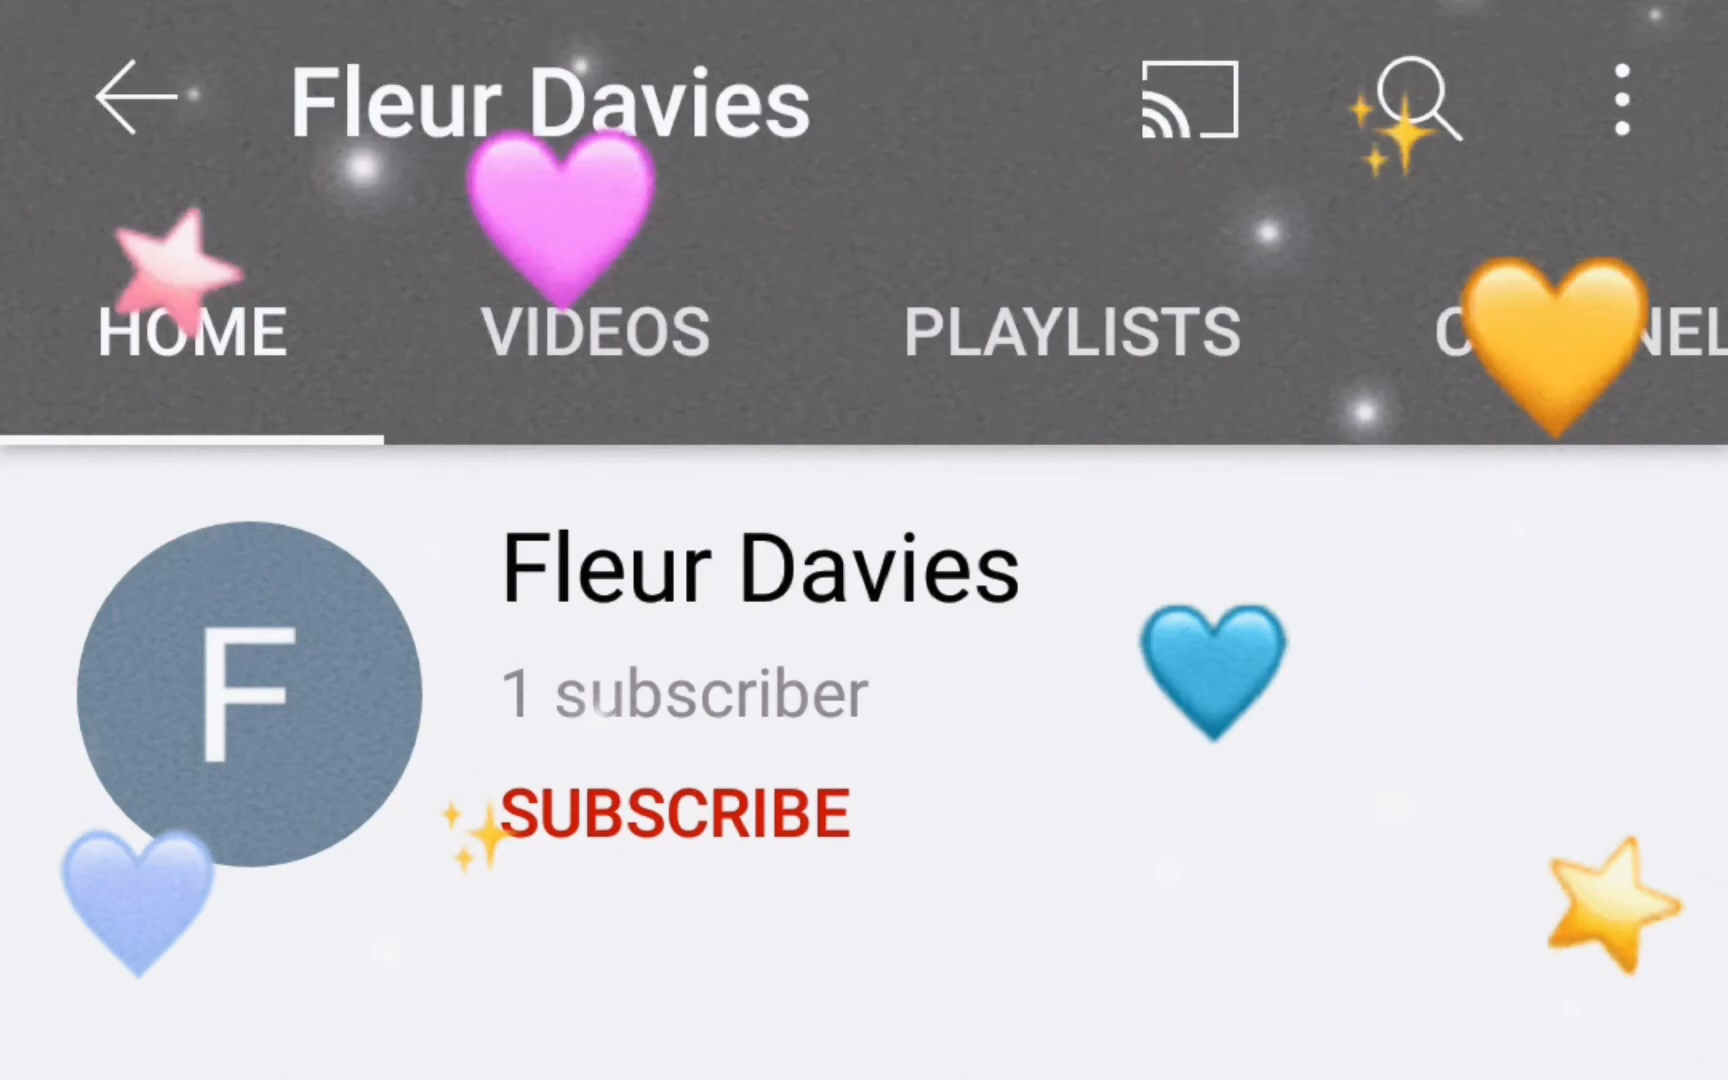 Fleur Davies
HOME VIDEOS PLAYLISTS
F
Fleur Davies
1 subscriber
SUBSCRIBE